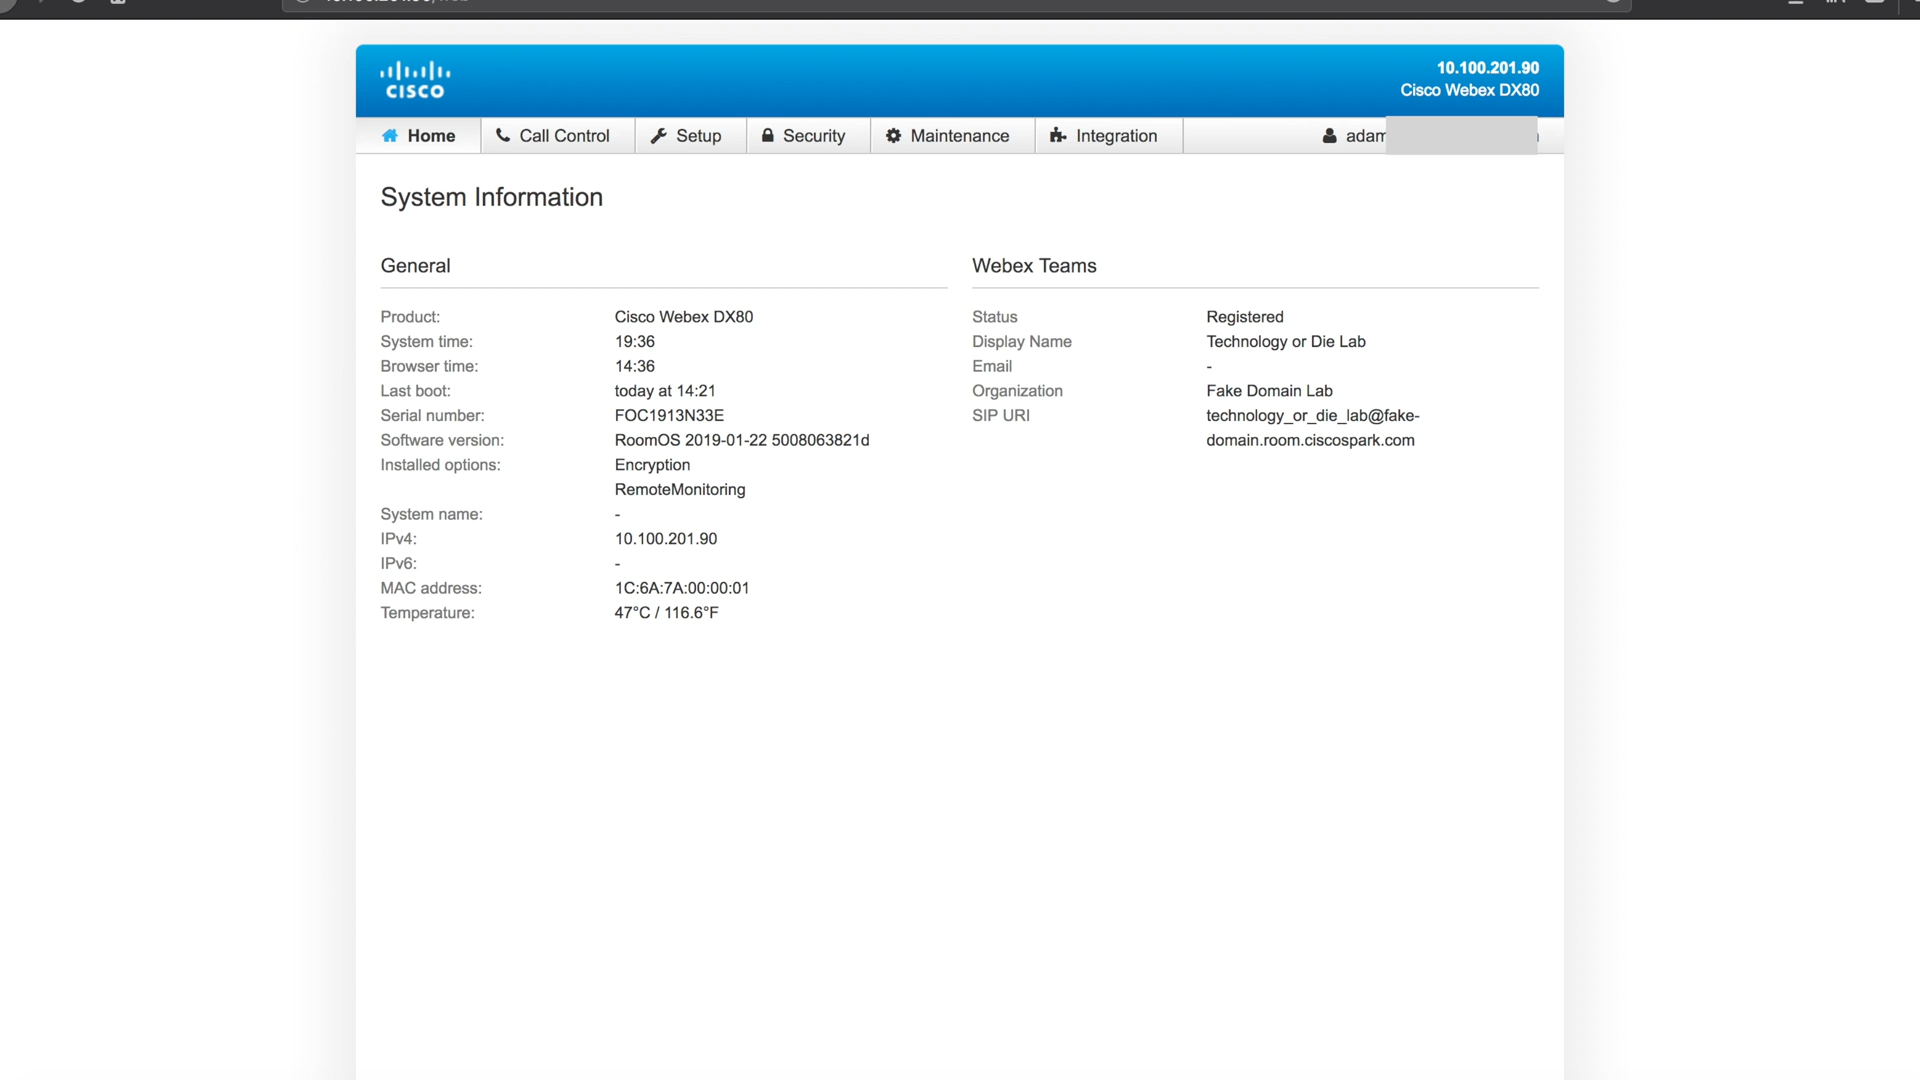 CISCO
10.100.201.90
Cisco Webex DX80
Home Call Control Setup Security Maintenance Integration adam
System Information
General
Product: Cisco Webex DX80
System time: 19:36
Browser time: 14:36
Last boot: today at 14:21
Serial number: FOC1913N33E
Software version: RoomOS 2019-01-22 5008063821d
Installed options: Encryption
RemoteMonitoring
System name: -
IPv4: 10.100.201.90
IPv6: -
MAC address: 1C:6A:7A:00:00:01
Temperature: 47°C / 116.6°F
Webex Teams
Status Registered
Display Name Technology or Die Lab
Email -
Organization Fake Domain Lab
SIP URI technology_or_die_lab@fake-
domain.room.ciscospark.com